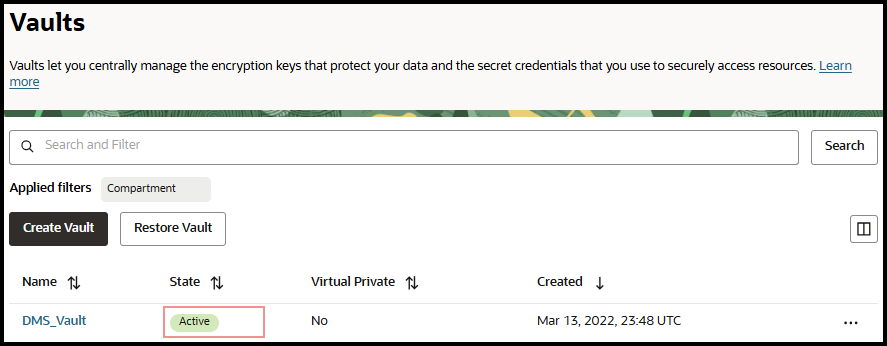 Vaults
Vaults let you centrally manage the encryption keys that protect your data and the secret credentials that you use to securely access resources. Learn
more
Search and Filter
Search
Applied filters Compartment
Create Vault Restore Vault
Name State Virtual Private Created
DMS_Vault Active No Mar 13, 2022, 23:48 UTC